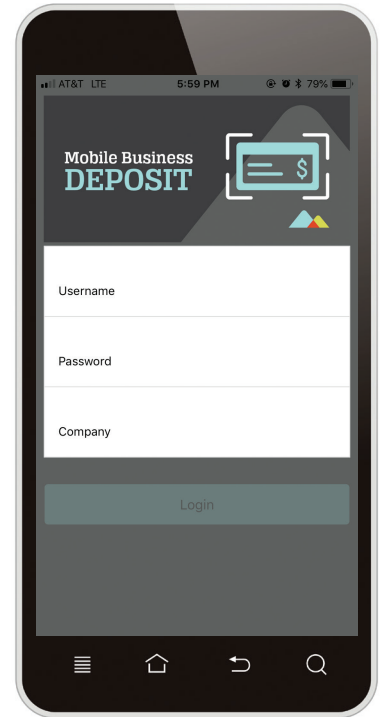 AT&T LTE 5:59 PM 79%
Mobile Business
DEPOSIT
$
Username
Password
Company
Login